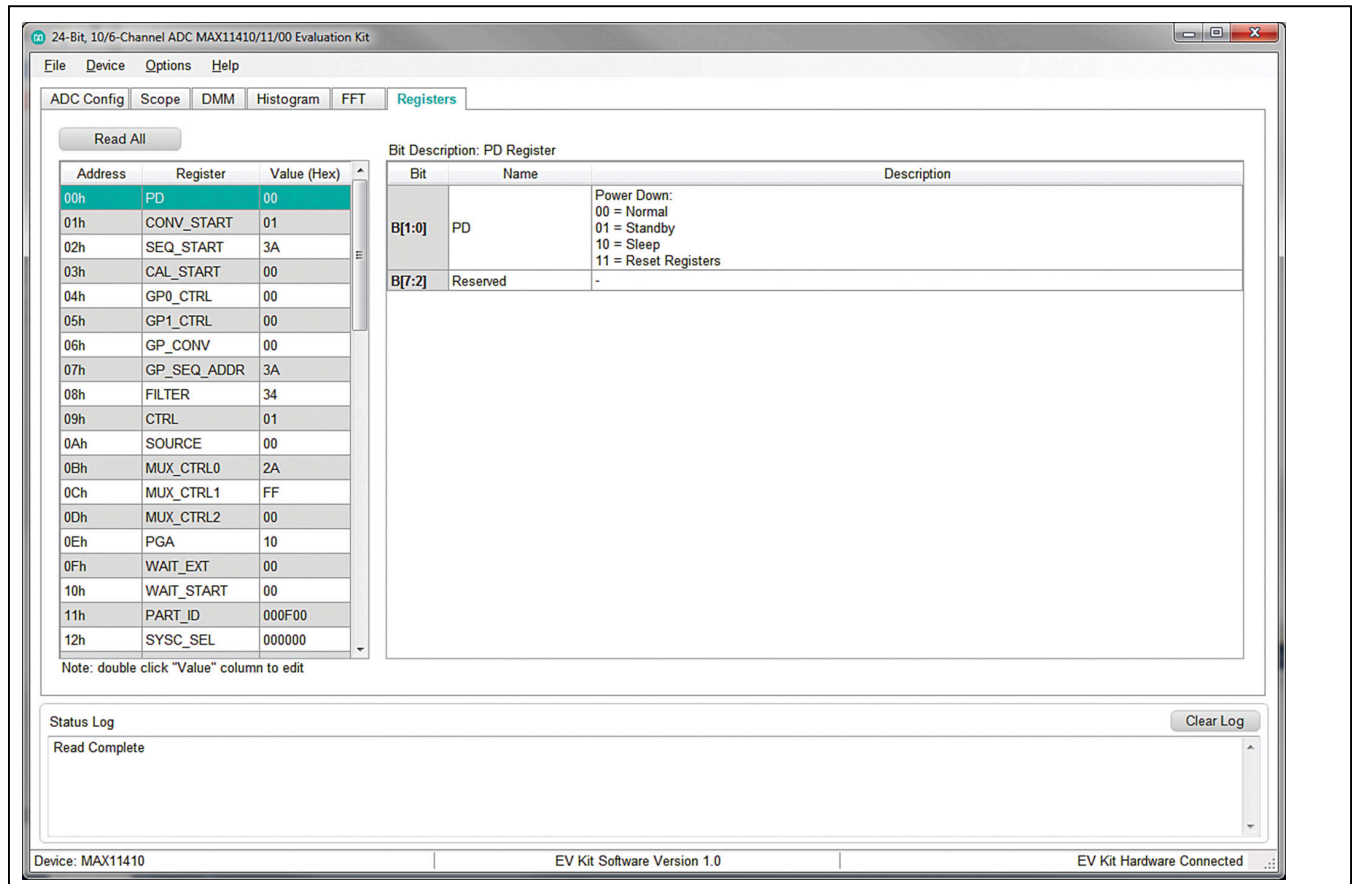 24-Bit, 10/6-Channel ADC MAX11410/11/00 Evaluation Kit
File Device Options Help
ADC Config Scope DMM Histogram FFT Registers
Read All
Bit Description: PD Register
Address Register Value (Hex)
00h PD 00
01h CONV_START 01
02h SEQ_START 3A
03h CAL_START 00
04h GP0_CTRL 00
05h GP1_CTRL 00
06h GP_CONV 00
07h GP_SEQ_ADDR 3A
08h FILTER 34
09h CTRL 01
0Ah SOURCE 00
0Bh MUX_CTRL0 2A
0Ch MUX_CTRL1 FF
0Dh MUX_CTRL2 00
0Eh PGA 10
0Fh WAIT_EXT 00
10h WAIT_START 00
11h PART_ID 000F00
12h SYSC_SEL 000000
Note: double click "Value" column to edit
Bit Name Description
B[1:0] PD Power Down:
00 = Normal
01 = Standby
10 = Sleep
11 = Reset Registers
B[7:2] Reserved -
Status Log
Clear Log
Read Complete
Device: MAX11410 EV Kit Software Version 1.0 EV Kit Hardware Connected